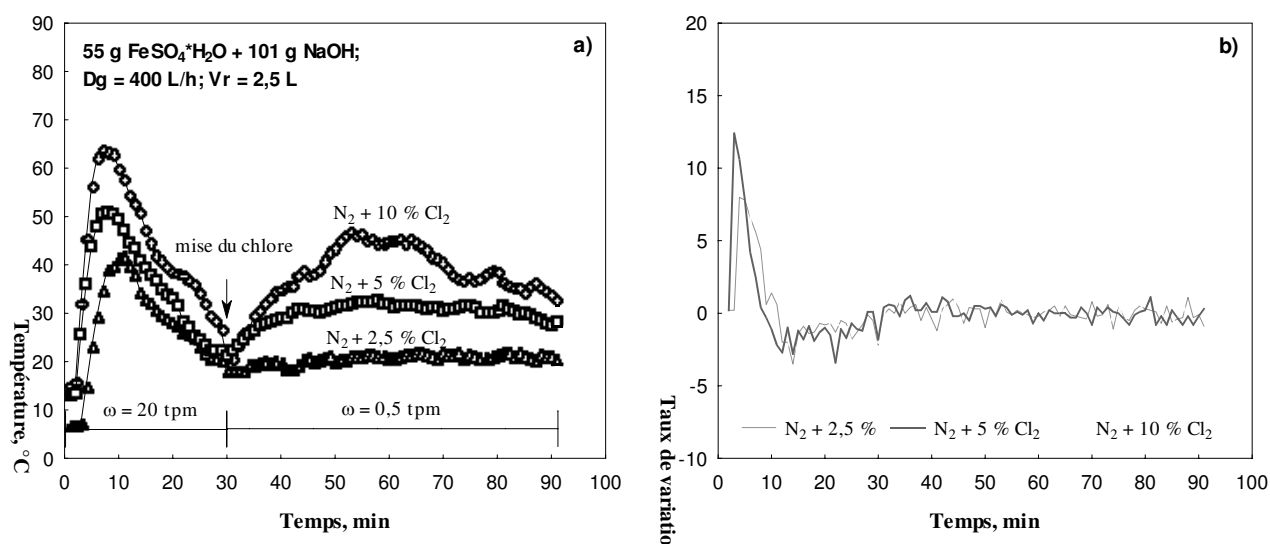 90
80
70
60
50
40
30
20
10
0
0 10 20 30 40 50 60 70 80 90 100
Température, °C
Temps, min
a)
55 g FeSO4*H2O + 101 g NaOH;
Dg = 400 L/h; Vr = 2,5 L
N2 + 10 % Cl2
mise du chlore
N2 + 5 % Cl2
N2 + 2,5 % Cl2
ω = 20 tpm
ω = 0,5 tpm
20
15
10
5
0
-5
-10
0 10 20 30 40 50 60 70 80 90 100
Taux de variatio
Temps, min
b)
N2 + 2,5 % N2 + 5 % Cl2 N2 + 10 % Cl2